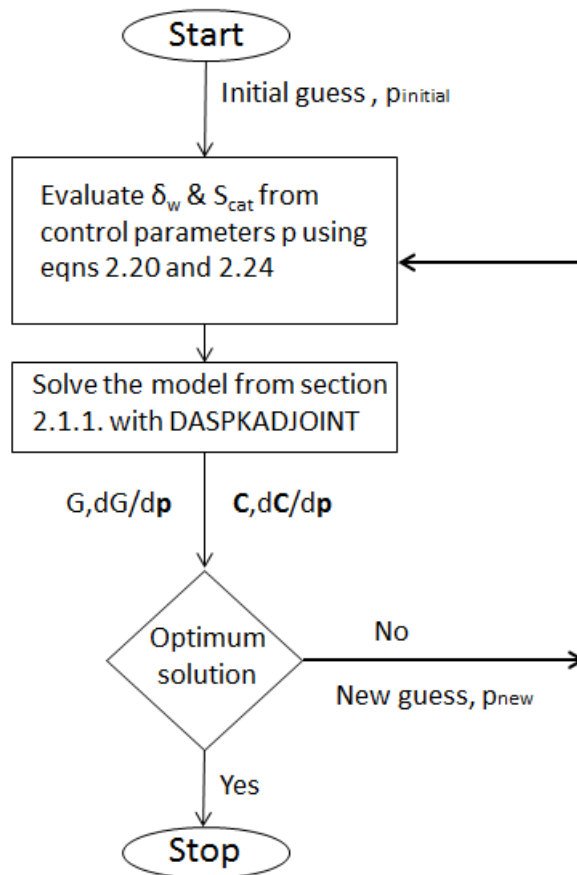 Start
Initial guess , pinitial
Evaluate δw & Scat from
control parameters p using
eqns 2.20 and 2.24
Solve the model from section
2.1.1. with DASPKADJOINT
G,dG/dp C,dC/dp
Optimum
solution
No
New guess, pnew
Yes
Stop